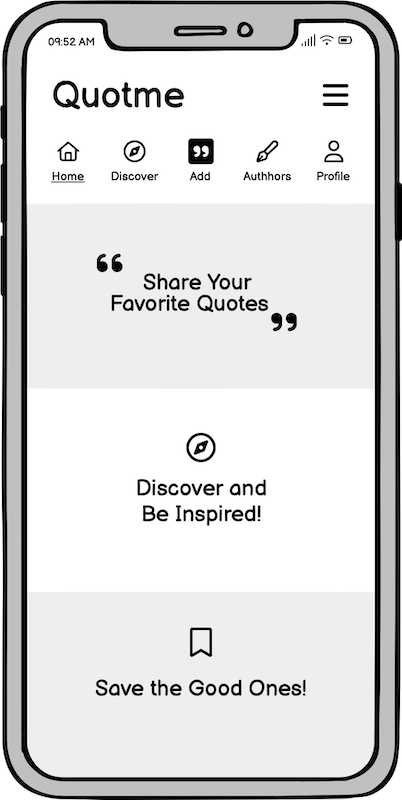 09:52 AM
Quotme
Home Discover Add Authhors Profile
“ Share Your
Favorite Quotes ”
Discover and
Be Inspired!
Save the Good Ones!